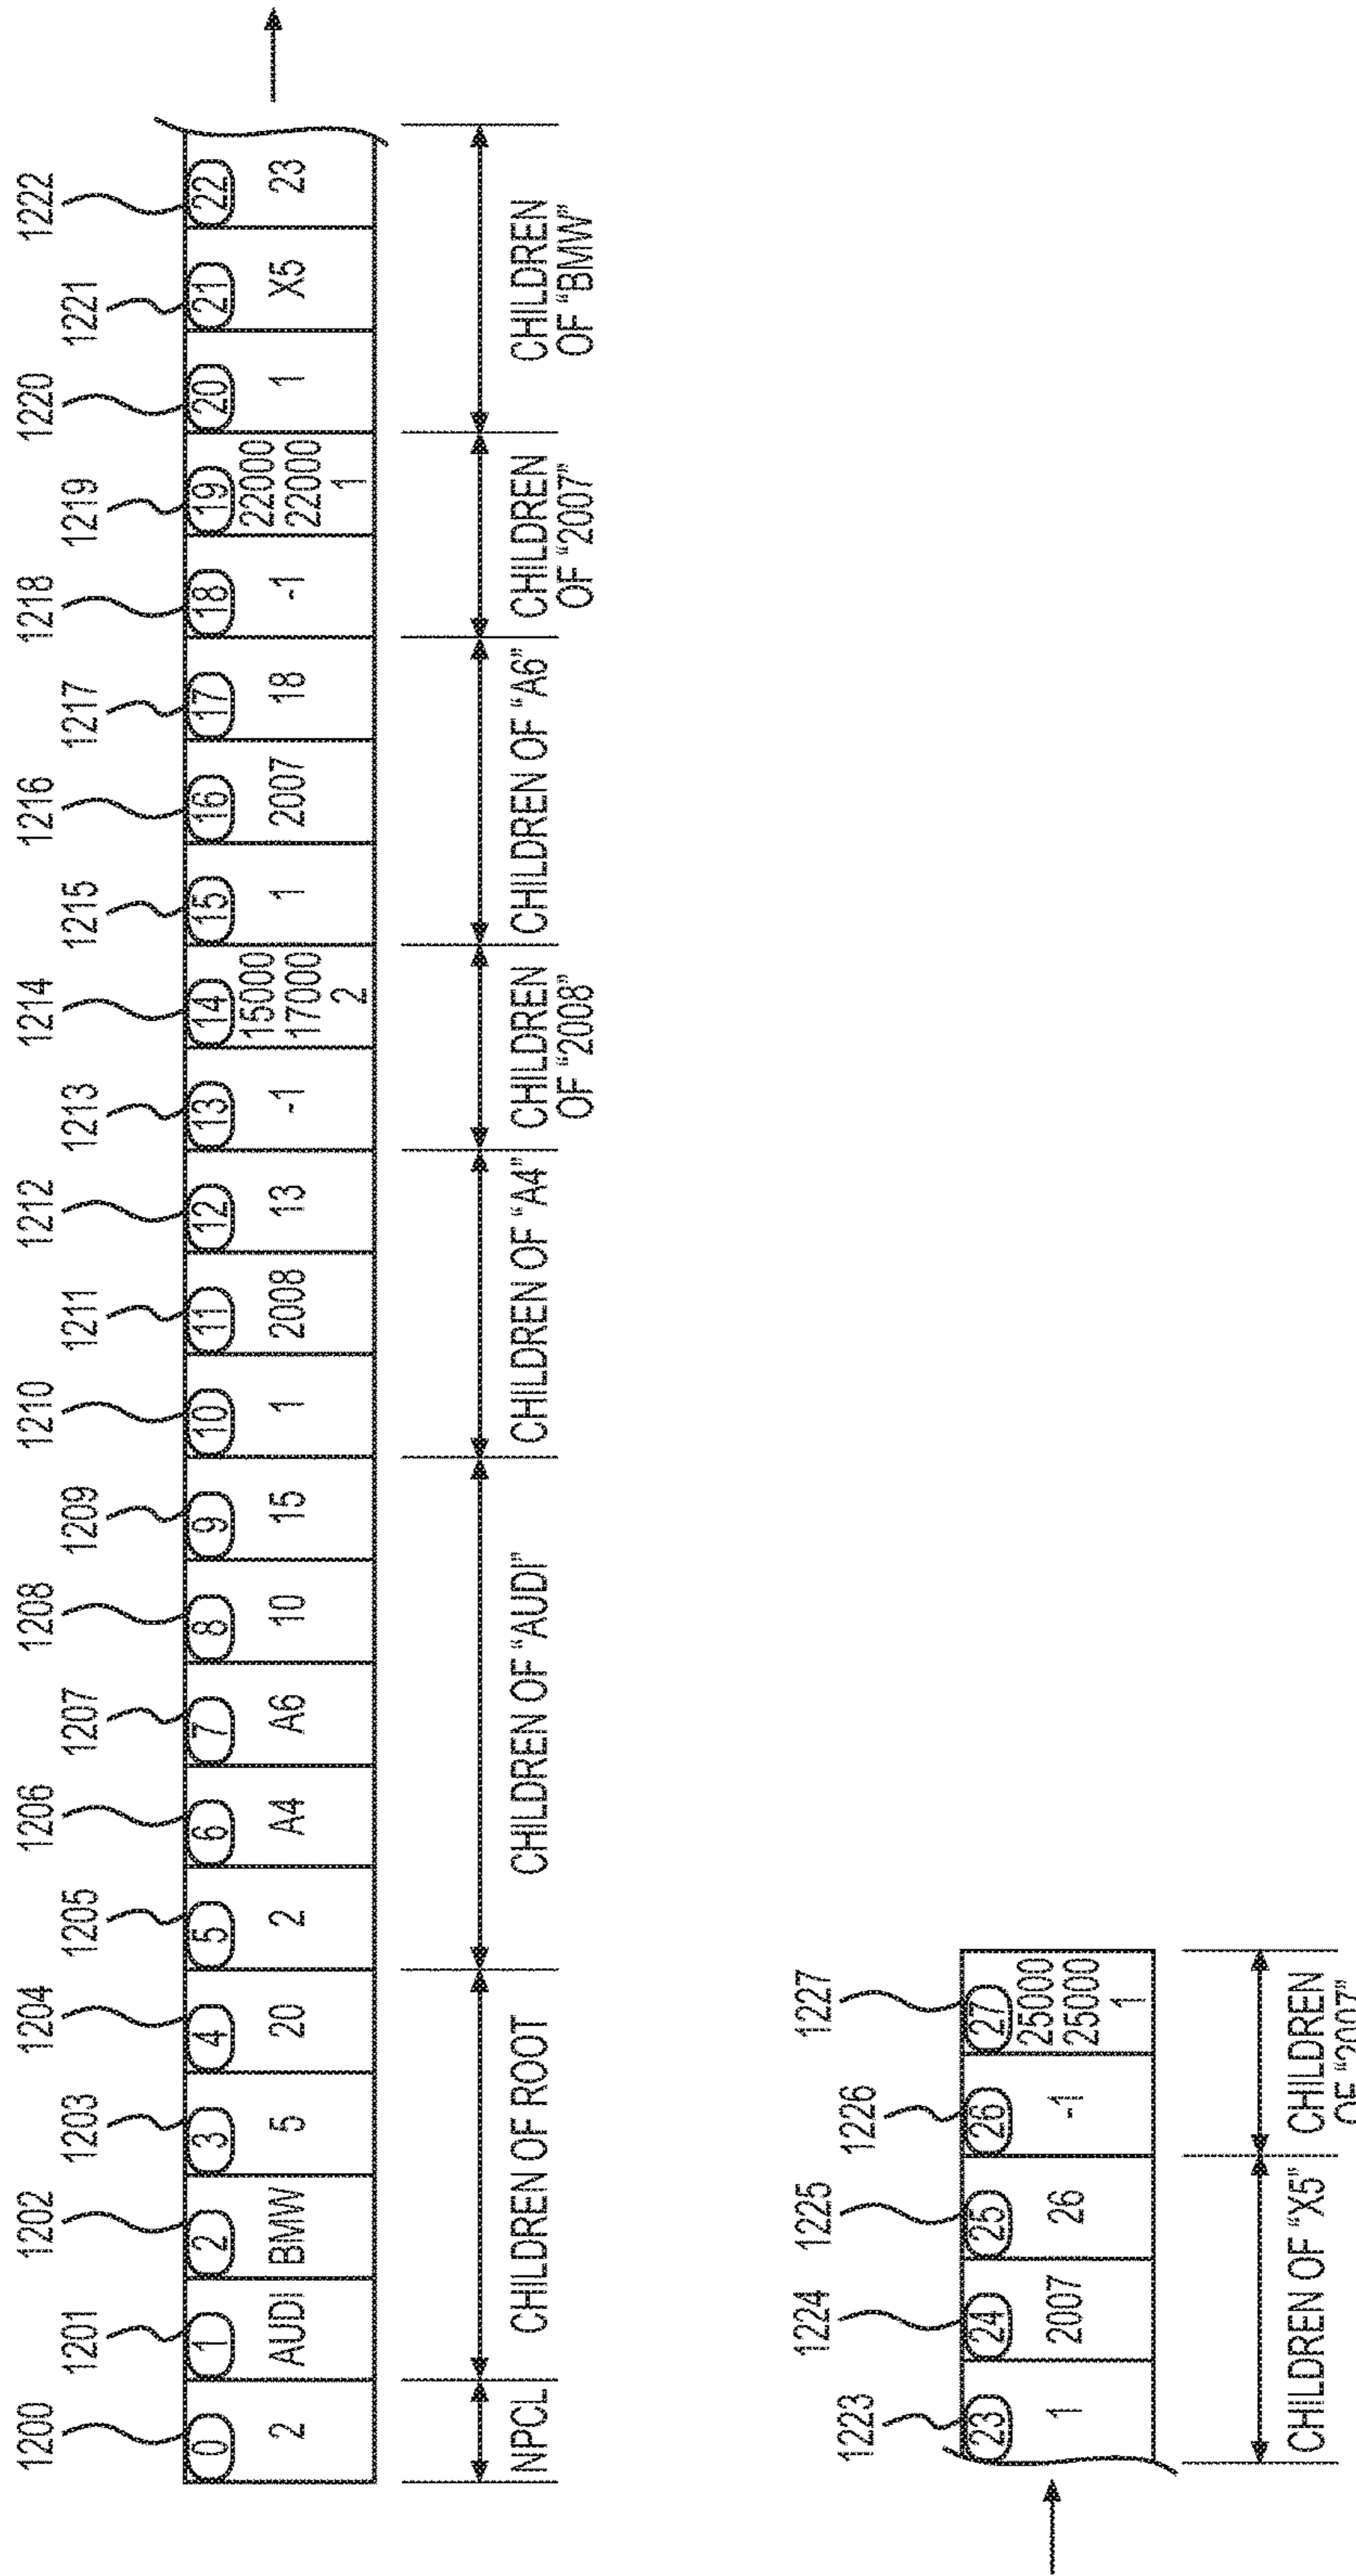 1200 1201 1202 1203 1204 1205 1206 1207 1208 1209 1210 1211 1212 1213 1214 1215 1216 1217 1218 1219 1220 1221 1222
0 1 2 3 4 5 6 7 8 9 10 11 12 13 14 15 16 17 18 19 20 21 22
2 AUDI BMW 5 20 2 A4 A6 10 15 1 2008 13 -1 15000 1 2007 18 -1 22000 1 X5 23
17000 22000
2 1
NPCL CHILDREN OF ROOT CHILDREN OF "AUDI" CHILDREN OF "A4" CHILDREN CHILDREN OF "A6" CHILDREN CHILDREN
OF "2008" OF "2007" OF "BMW"
1223 1224 1225 1226 1227
23 24 25 26 27
1 2007 26 -1 25000
25000
1
CHILDREN OF "X5" CHILDREN
OF "2007"